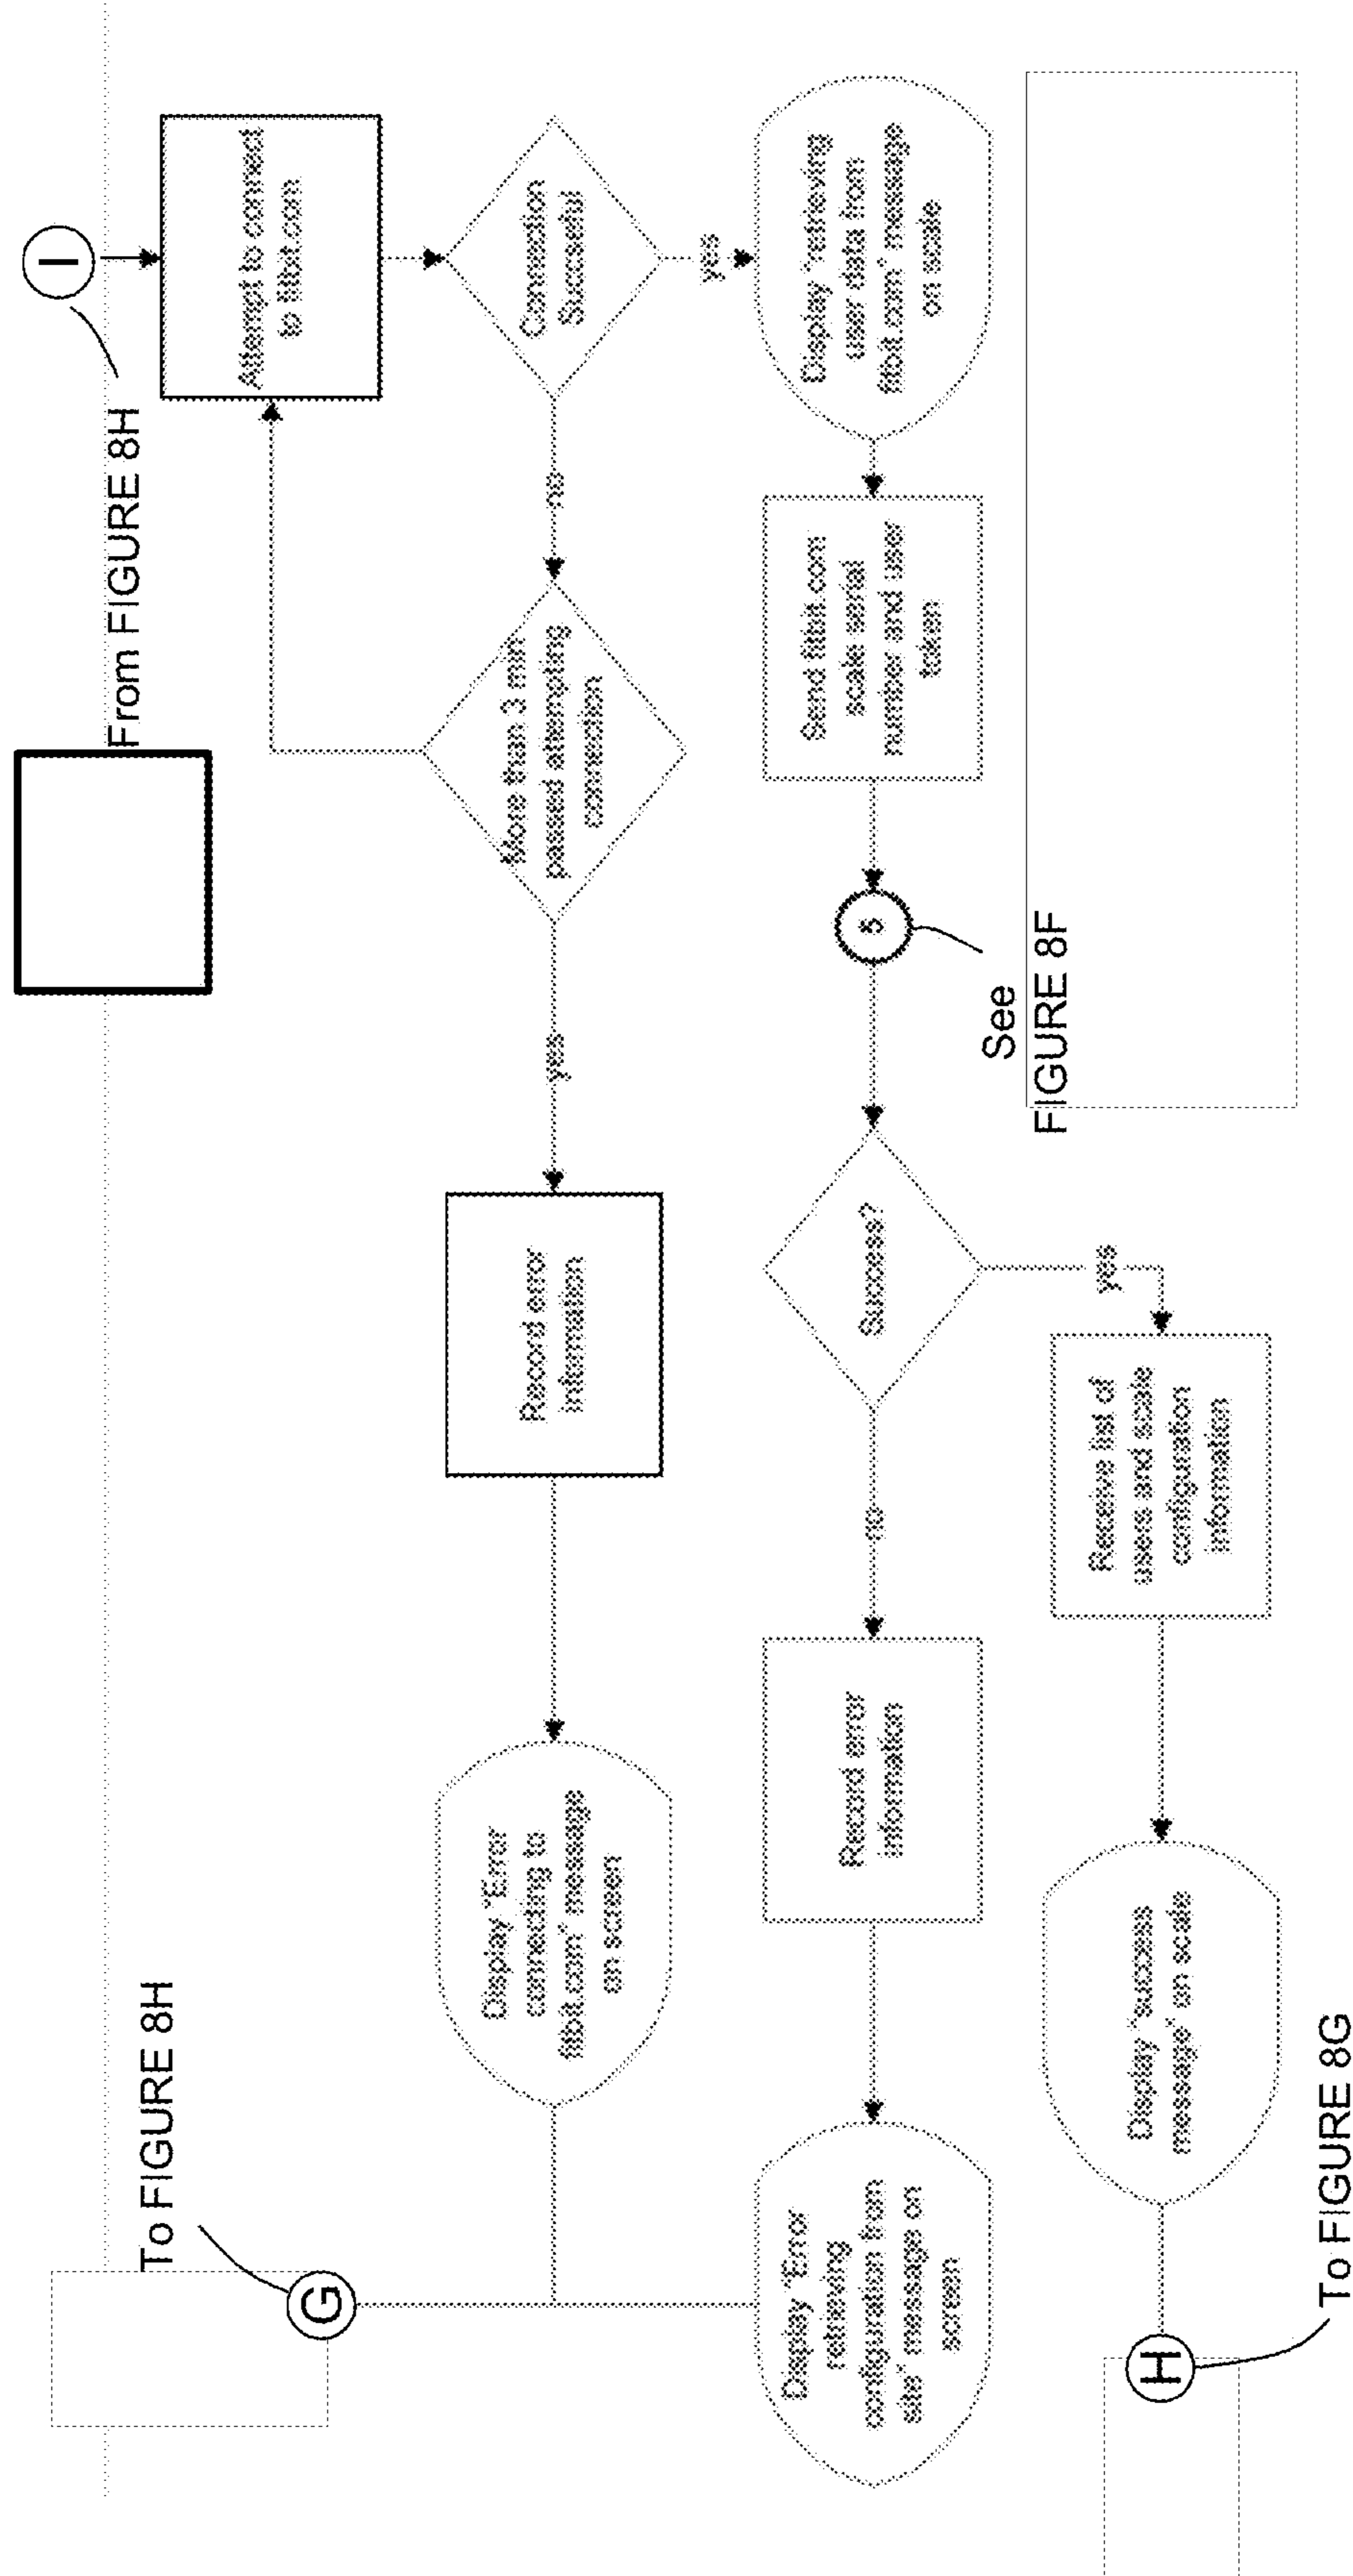 I
From FIGURE 8H
Attempt to connect
to fitbit.com
Connection
Successful
no
yes
More than 3 min
passed attempting
connection
yes
Record error
information
Display "Error
connecting to
fitbit.com" message
on screen
To FIGURE 8H
G
Display "retrieving
user data from
fitbit.com" message
on scale
Send fitbit.com
scale serial
number and user
token
5
See
FIGURE 8F
Success?
no
yes
Record error
information
Display "Error
retrieving
configuration from
site" message on
screen
Receive list of
users and scale
configuration
information
Display "success
message" on scale
H
To FIGURE 8G